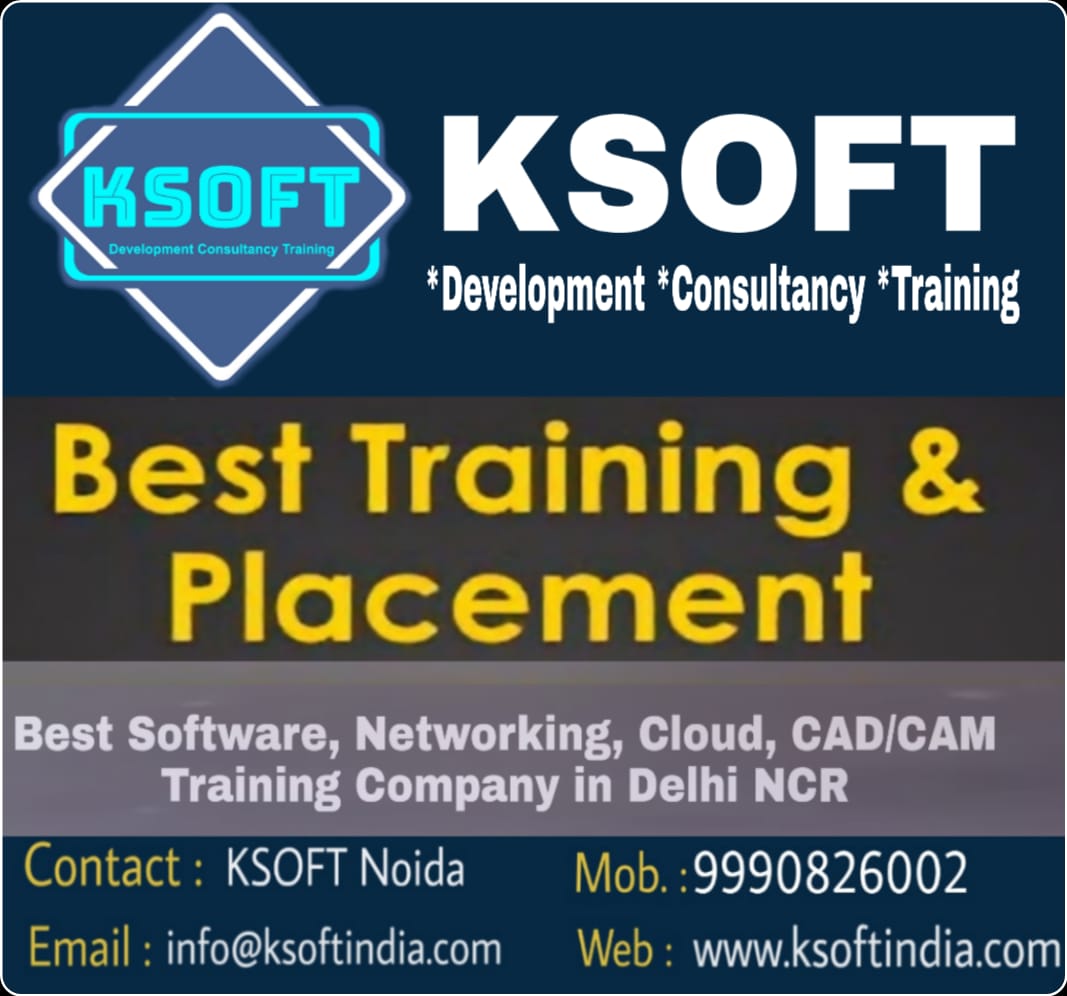 KSOFT
Development Consultancy Training
KSOFT
*Development *Consultancy *Training
Best Training &
Placement
Best Software, Networking, Cloud, CAD/CAM
Training Company in Delhi NCR
Contact : KSOFT Noida
Mob. :9990826002
Email : info@ksoftindia.com
Web : www.ksoftindia.com